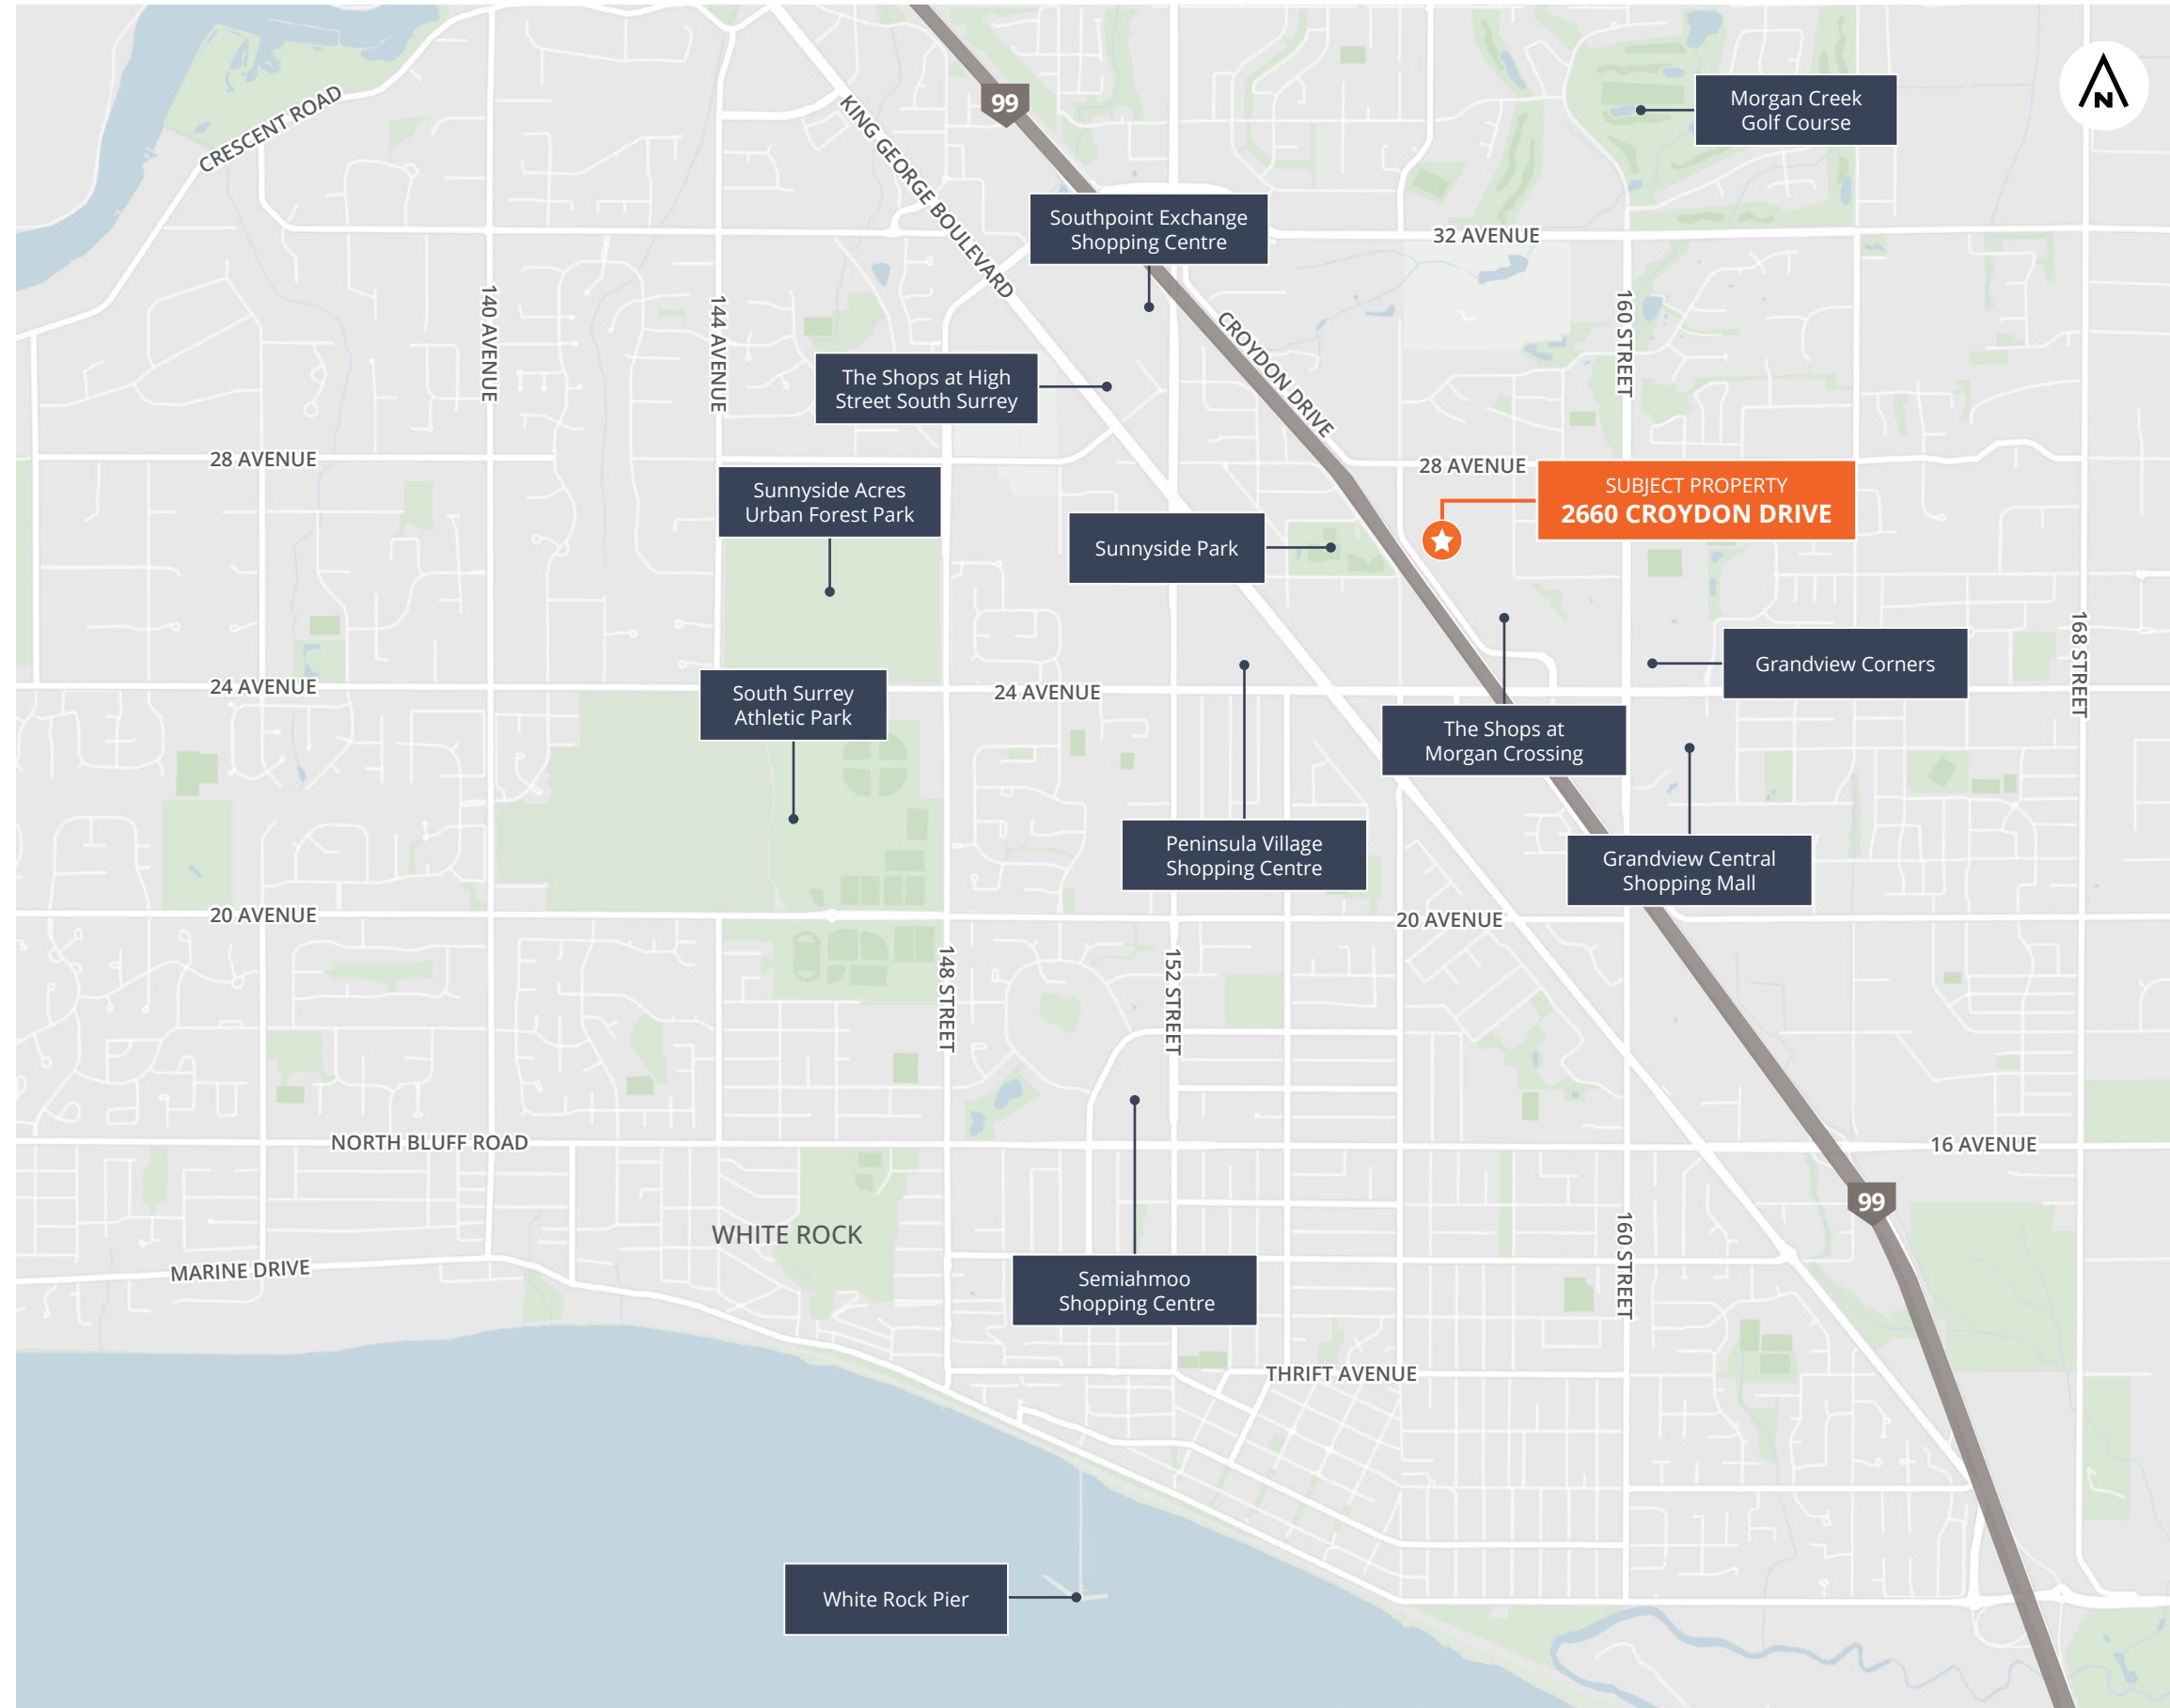 99
Morgan Creek
Golf Course
N
CRESCENT ROAD
KING GEORGE BOULEVARD
Southpoint Exchange
Shopping Centre
32 AVENUE
140 AVENUE
144 AVENUE
160 STREET
CROYDON DRIVE
The Shops at High
Street South Surrey
28 AVENUE
28 AVENUE
SUBJECT PROPERTY
2660 CROYDON DRIVE
Sunnyside Acres
Urban Forest Park
Sunnyside Park
168 STREET
Grandview Corners
24 AVENUE
24 AVENUE
South Surrey
Athletic Park
The Shops at
Morgan Crossing
Peninsula Village
Shopping Centre
Grandview Central
Shopping Mall
20 AVENUE
20 AVENUE
148 STREET
152 STREET
NORTH BLUFF ROAD
16 AVENUE
99
WHITE ROCK
160 STREET
MARINE DRIVE
Semiahmoo
Shopping Centre
THRIFT AVENUE
White Rock Pier